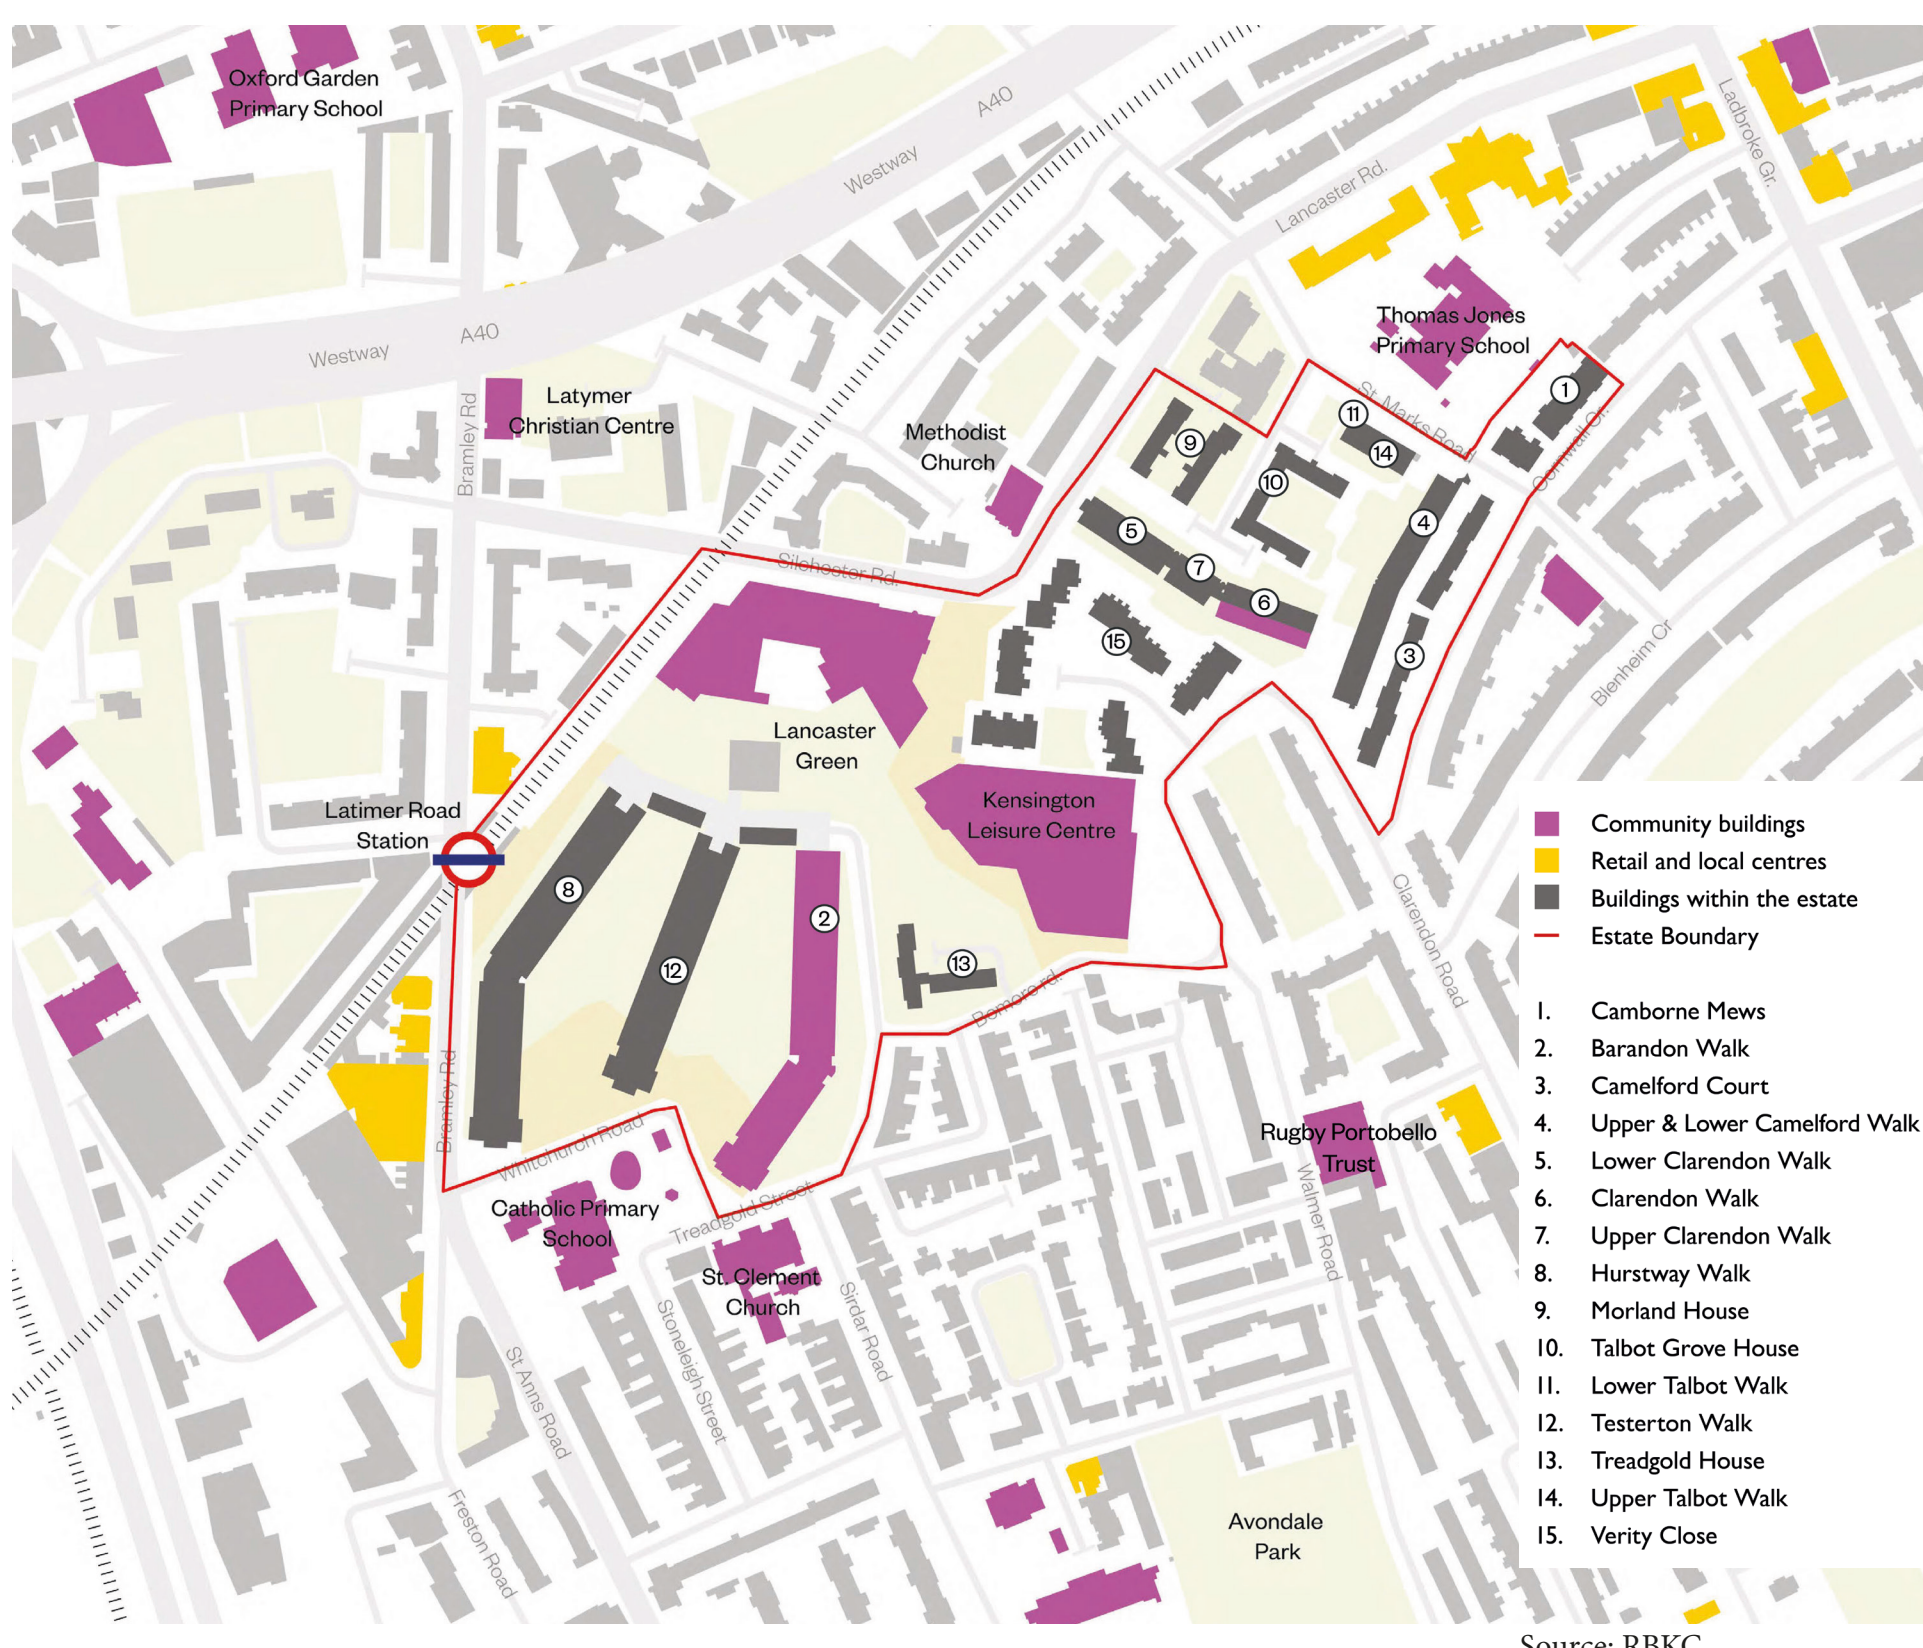 Oxford Garden
Primary School
A40
Westway
Ladbroke Gr.
Lancaster Rd.
Thomas Jones
Primary School
A40
Westway
Bramley Rd
Latymer
Christian Centre
Methodist
Church
St. Marks Road
Cornwall Cr.
1
11
14
9
10
4
5
7
6
15
3
Silchester Rd.
Blenheim Cr
Lancaster
Green
Kensington
Leisure Centre
Latimer Road
Station
8
2
12
13
Bomore rd.
Clarendon Road
Bramley Rd
Whitchurch Road
Catholic Primary
School
Treadgold Street
St. Clement
Church
Rugby Portobello
Trust
Walmer Road
Sirdar Road
Stoneleigh Street
St Anns Road
Freston Road
Avondale
Park
Community buildings
Retail and local centres
Buildings within the estate
Estate Boundary
1. Camborne Mews
2. Barandon Walk
3. Camelford Court
4. Upper & Lower Camelford Walk
5. Lower Clarendon Walk
6. Clarendon Walk
7. Upper Clarendon Walk
8. Hurstway Walk
9. Morland House
10. Talbot Grove House
11. Lower Talbot Walk
12. Testerton Walk
13. Treadgold House
14. Upper Talbot Walk
15. Verity Close
Source: RBKC